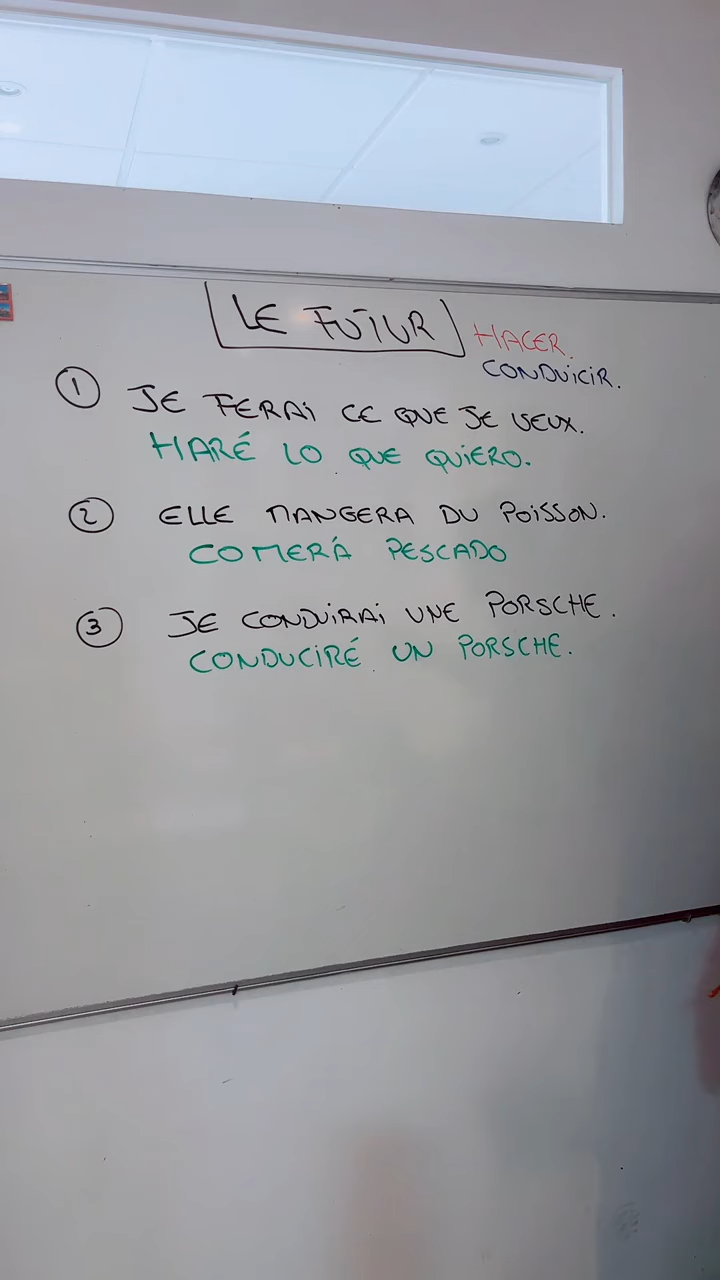 LE FUTUR
HACER.
CONDUICIR.
1 JE FERAI CE QUE JE VEUX.
HARÉ LO QUE QUIERO.
2 ELLE MANGERA DU POISSON.
COMERÁ PESCADO
3 JE CONDUIRAI UNE PORSCHE.
CONDUCIRÉ UN PORSCHE.